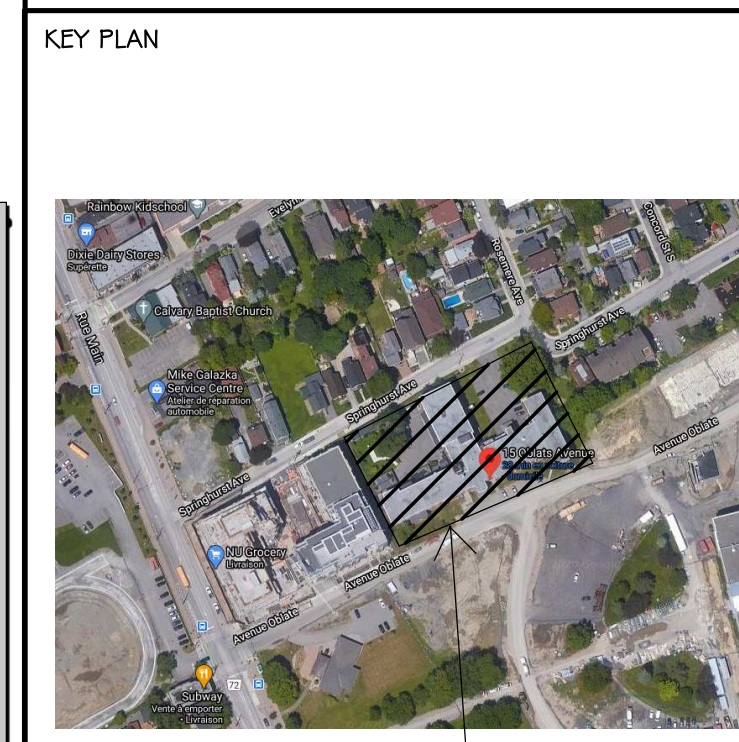 KEY PLAN
Rainbow Kidschool
Evelyn
Dixie Dairy Stores
Supérette
Concord St S
Rosemere Ave
Calvary Baptist Church
Rue Main
Springhurst Ave
Mike Galazka
Service Centre
Atelier de réparation
automobile
Springhurst Ave
Avenue Oblate
15 Oblats Avenue
Springhurst Ave
NU Grocery
Livraison
Avenue Oblate
Avenue Oblate
72
Subway
Vente à emporter
• Livraison